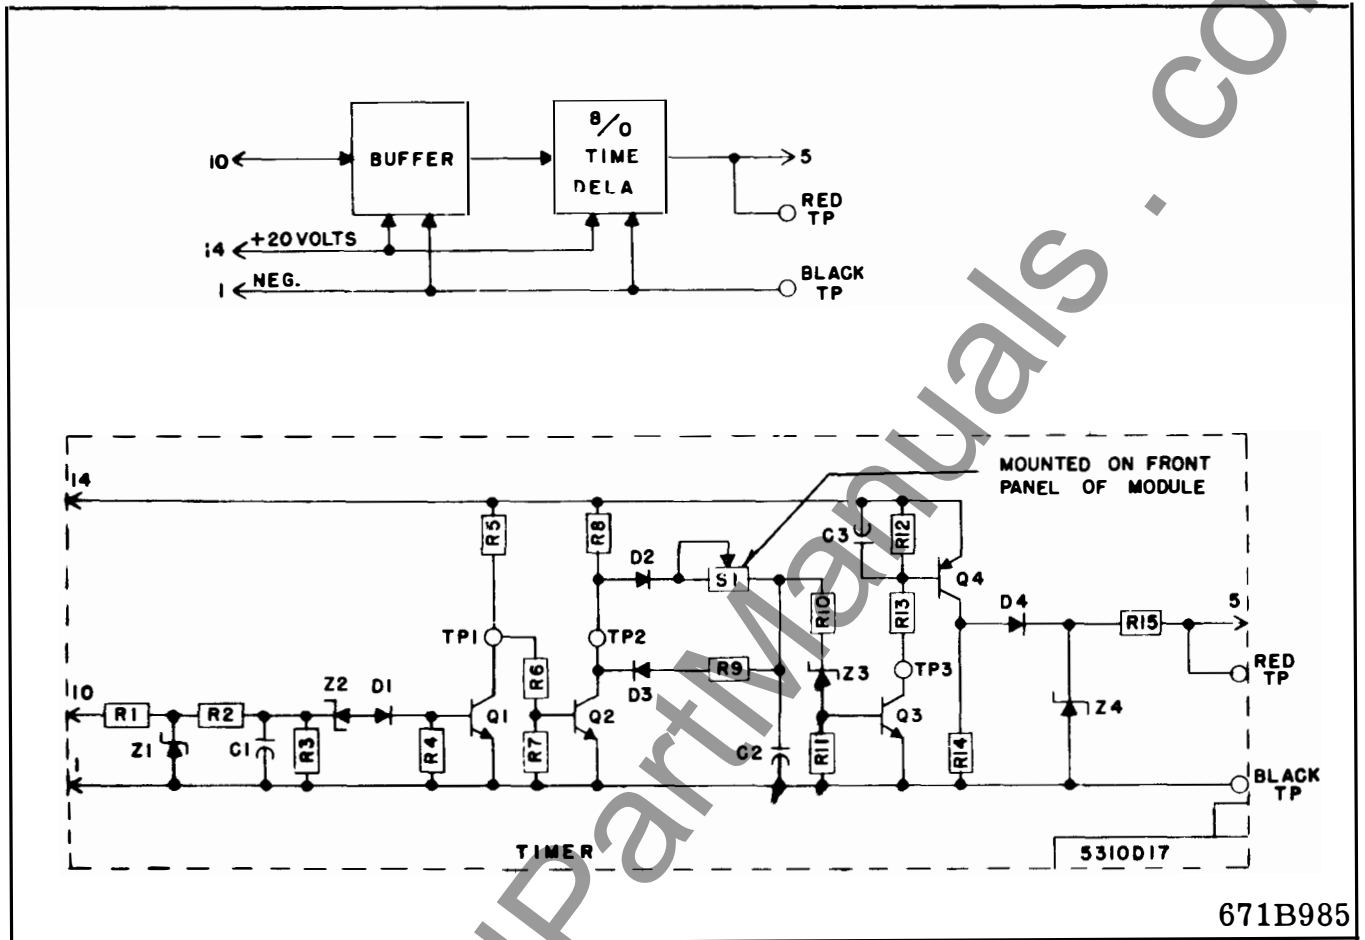 8/0
10
BUFFER
TIME
DELA
5
RED
TP
14
+20 VOLTS
1
NEG.
BLACK
TP
MOUNTED ON FRONT
PANEL OF MODULE
14
R5
R8
D2
S1
C3
R12
Q4
R10
R13
D4
5
R15
TP1
TP2
TP3
R6
D3
R9
Z3
RED
TP
10
R1
R2
Z2
D1
Q1
Q2
Q3
Z4
Z1
C1
R3
R4
R7
C2
R11
R14
1
BLACK
TP
TIMER
5310D17
671B985
PartManuals . co